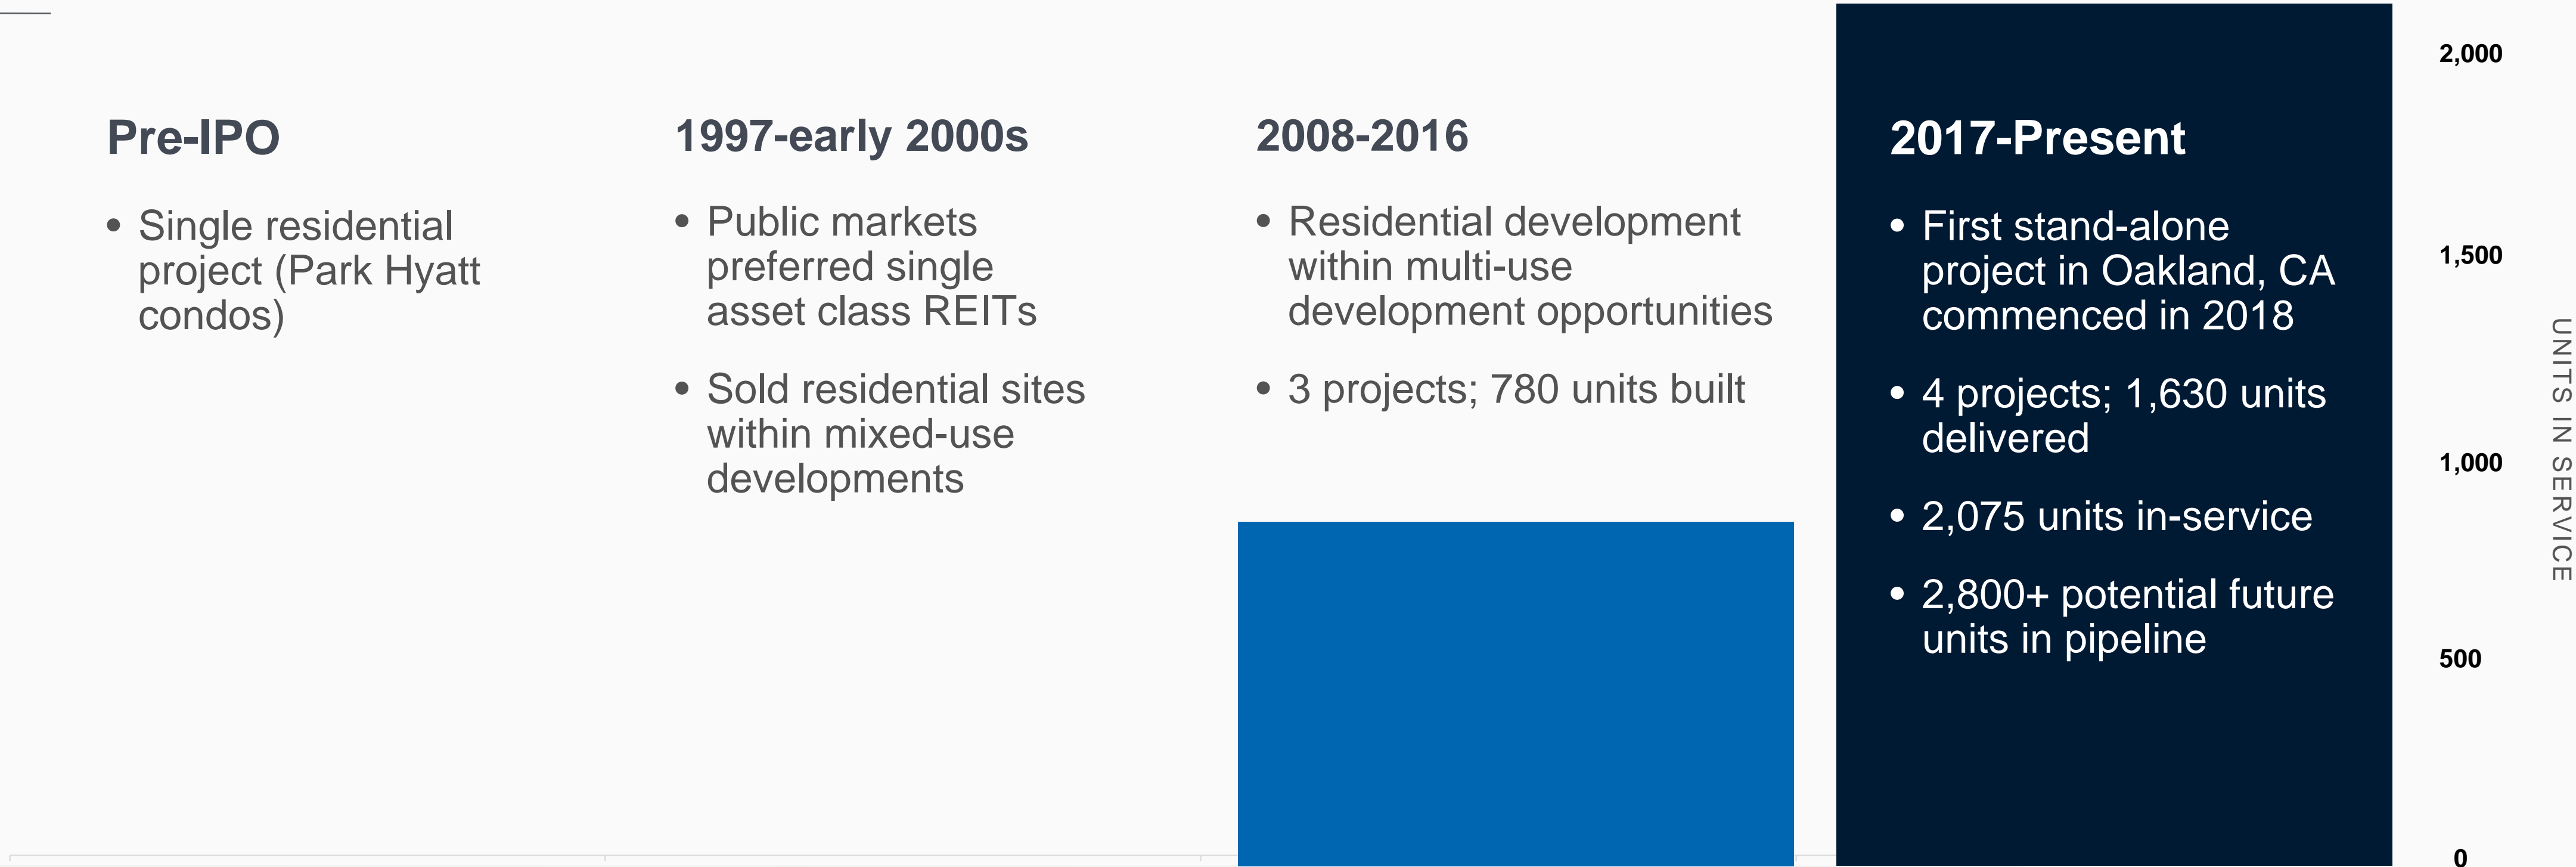 Pre-IPO
• Single residential
project (Park Hyatt
condos)
1997-early 2000s
• Public markets
preferred single
asset class REITs
• Sold residential sites
within mixed-use
developments
2008-2016
• Residential development
within multi-use
development opportunities
• 3 projects; 780 units built
2017-Present
• First stand-alone
project in Oakland, CA
commenced in 2018
• 4 projects; 1,630 units
delivered
• 2,075 units in-service
• 2,800+ potential future
units in pipeline
2,000
1,500
1,000
500
0
UNITS IN SERVICE